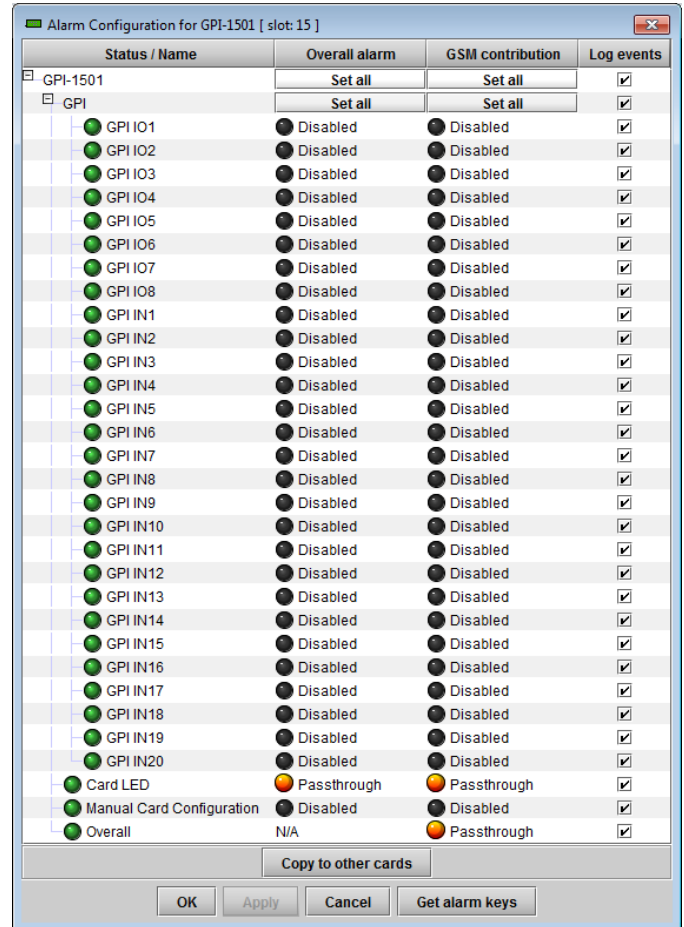 Alarm Configuration for GPI-1501 [ slot: 15 ]
Status / Name Overall alarm GSM contribution Log events
GPI-1501 Set all Set all
GPI Set all Set all
GPI IO1 Disabled Disabled
GPI IO2 Disabled Disabled
GPI IO3 Disabled Disabled
GPI IO4 Disabled Disabled
GPI IO5 Disabled Disabled
GPI IO6 Disabled Disabled
GPI IO7 Disabled Disabled
GPI IO8 Disabled Disabled
GPI IN1 Disabled Disabled
GPI IN2 Disabled Disabled
GPI IN3 Disabled Disabled
GPI IN4 Disabled Disabled
GPI IN5 Disabled Disabled
GPI IN6 Disabled Disabled
GPI IN7 Disabled Disabled
GPI IN8 Disabled Disabled
GPI IN9 Disabled Disabled
GPI IN10 Disabled Disabled
GPI IN11 Disabled Disabled
GPI IN12 Disabled Disabled
GPI IN13 Disabled Disabled
GPI IN14 Disabled Disabled
GPI IN15 Disabled Disabled
GPI IN16 Disabled Disabled
GPI IN17 Disabled Disabled
GPI IN18 Disabled Disabled
GPI IN19 Disabled Disabled
GPI IN20 Disabled Disabled
Card LED Passthrough Passthrough
Manual Card Configuration Disabled Disabled
Overall N/A Passthrough
Copy to other cards
OK Apply Cancel Get alarm keys